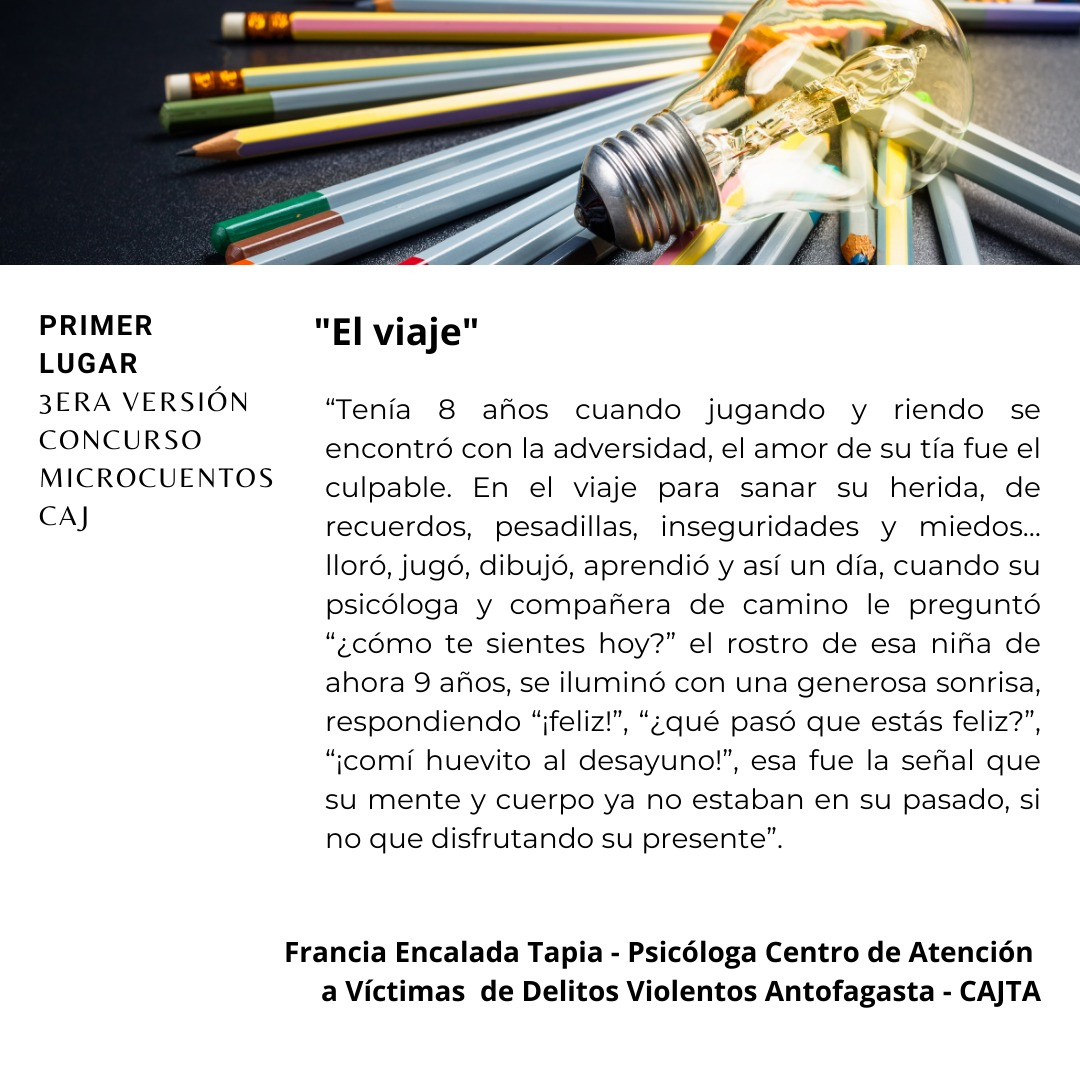 PRIMER
LUGAR
3ERA VERSIÓN
CONCURSO
MICROCUENTOS
CAJ
"El viaje"
“Tenía 8 años cuando jugando y riendo se
encontró con la adversidad, el amor de su tía fue el
culpable. En el viaje para sanar su herida, de
recuerdos, pesadillas, inseguridades y miedos...
lloró, jugó, dibujó, aprendió y así un día, cuando su
psicóloga y compañera de camino le preguntó
“¿cómo te sientes hoy?” el rostro de esa niña de
ahora 9 años, se iluminó con una generosa sonrisa,
respondiendo “¡feliz!”, “¿qué pasó que estás feliz?”,
“¡comí huevito al desayuno!”, esa fue la señal que
su mente y cuerpo ya no estaban en su pasado, si
no que disfrutando su presente”.
Francia Encalada Tapia - Psicóloga Centro de Atención
a Víctimas de Delitos Violentos Antofagasta - CAJTA